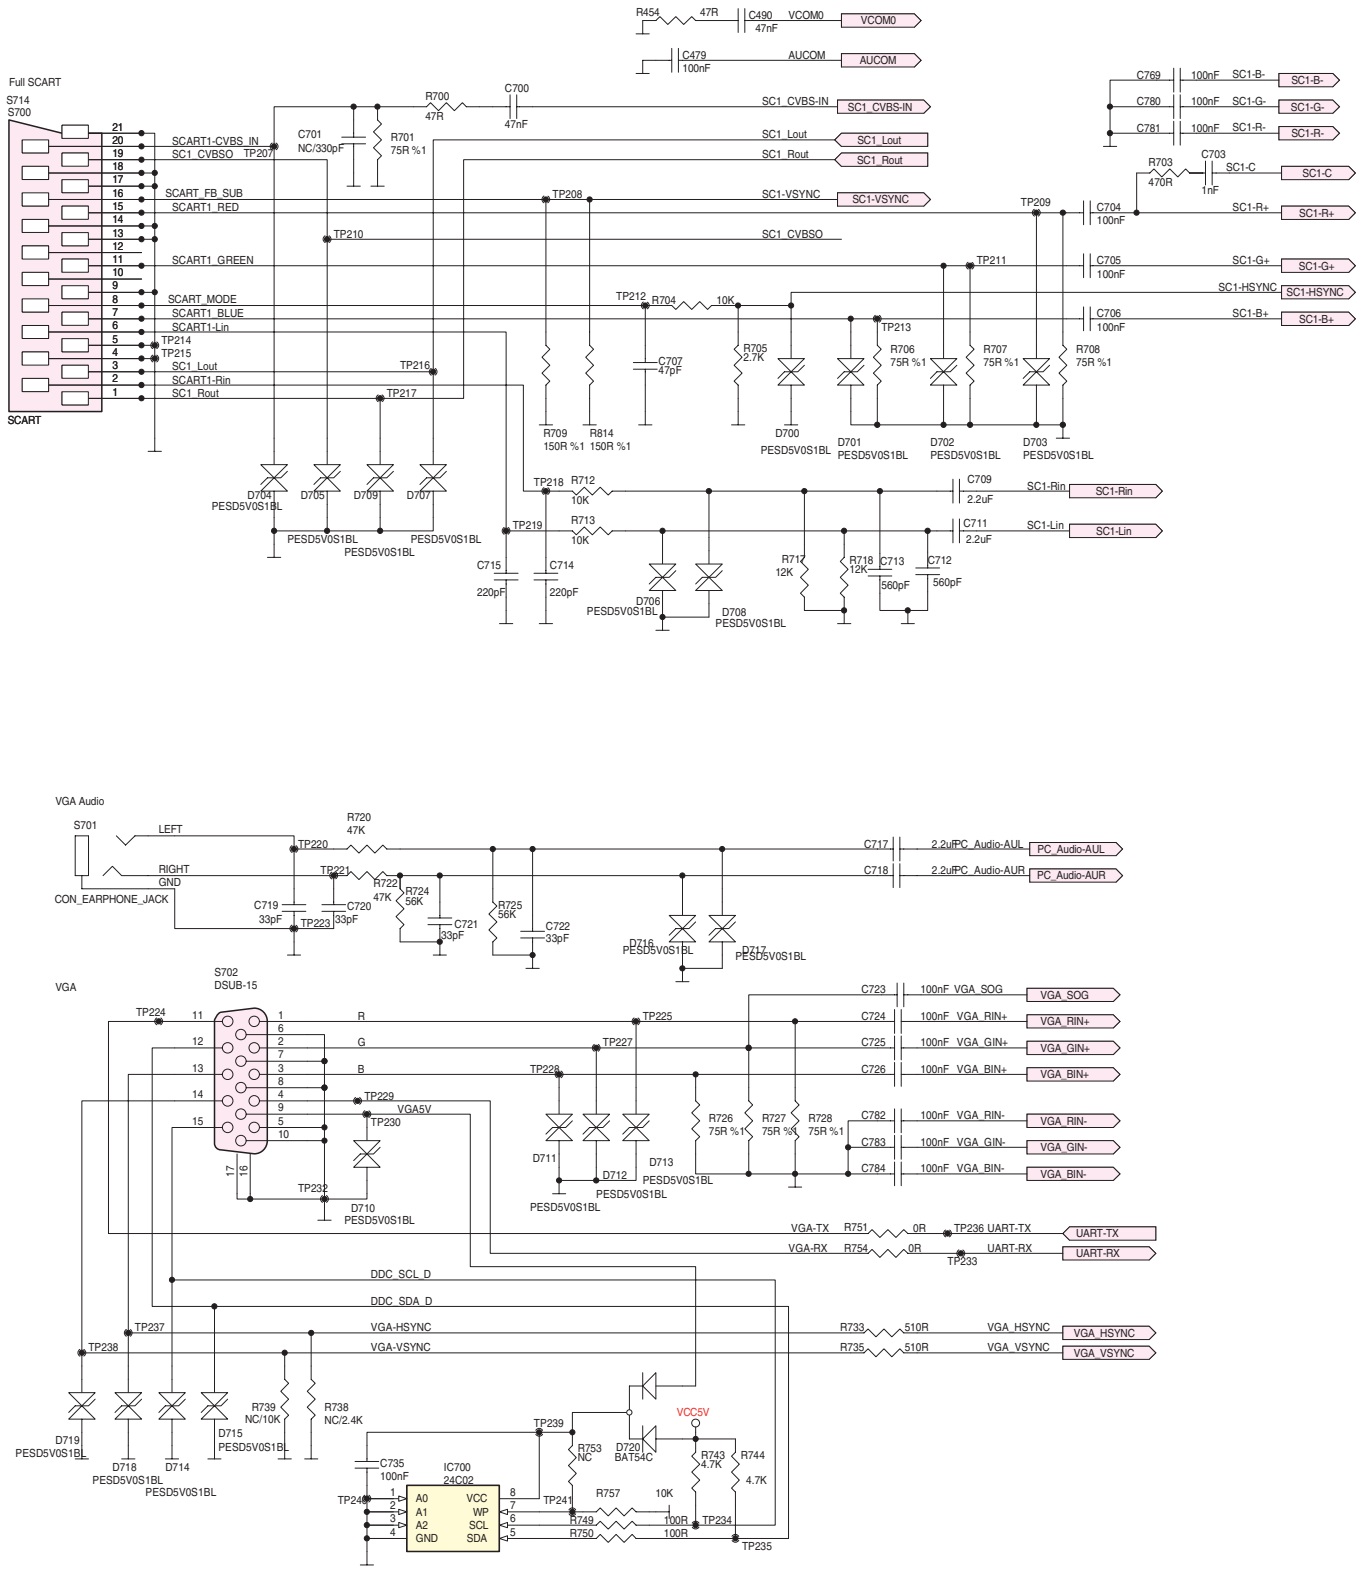 R454 47R C490 VCOM0 VCOM0
47nF
C479 AUCOM AUCOM
100nF
Full SCART
S714
S700
C769 100nF SC1-B- SC1-B-
C780 100nF SC1-G- SC1-G-
C781 100nF SC1-R- SC1-R-
R700 C700 SC1_CVBS-IN SC1_CVBS-IN
47R 47nF
C701 R701
NC/330pF 75R %1
SC1_Lout SC1_Lout
SC1_Rout SC1_Rout
R703 C703 SC1-C SC1-C
470R 1nF
21
20 SCART1-CVBS_IN
19 SC1_CVBSO TP207
18
17
16 SCART_FB_SUB TP208 SC1-VSYNC SC1-VSYNC
15 SCART1_RED TP209 C704 SC1-R+ SC1-R+
100nF
14
13 TP210 SC1_CVBSO
12
11 SCART1_GREEN TP211 C705 SC1-G+ SC1-G+
100nF
10
9 SC1-HSYNC SC1-HSYNC
8 SCART_MODE TP212 R704 10K
7 SCART1_BLUE TP213 C706 SC1-B+ SC1-B+
100nF
6 SCART1-Lin
5 TP214
4 TP215
3 SC1_Lout TP216
2 SCART1-Rin
1 SC1_Rout TP217
SCART
C707
47pF
R705
2.7K
R706
75R %1
R707
75R %1
R708
75R %1
R709
150R %1
R814
150R %1
D700
PESD5V0S1BL
D701
PESD5V0S1BL
D702
PESD5V0S1BL
D703
PESD5V0S1BL
D704
PESD5V0S1BL
D705
PESD5V0S1BL
D709
PESD5V0S1BL
D707
PESD5V0S1BL
TP218 R712 C709 SC1-Rin SC1-Rin
10K 2.2uF
TP219 R713 C711 SC1-Lin SC1-Lin
10K 2.2uF
C715
220pF
C714
220pF
D706
PESD5V0S1BL
D708
PESD5V0S1BL
R717
12K
R718
12K
C713
560pF
C712
560pF
VGA Audio
S701
LEFT TP220 R720 C717 2.2uF PC_Audio-AUL PC_Audio-AUL
47K
RIGHT TP221 R722 C718 2.2uF PC_Audio-AUR PC_Audio-AUR
47K
GND
CON_EARPHONE_JACK
C719
33pF
C720
33pF
TP223
R724
56K
C721
33pF
R725
56K
C722
33pF
D716
PESD5V0S1BL
D717
PESD5V0S1BL
VGA
S702
DSUB-15
C723 100nF VGA_SOG VGA_SOG
TP224 11 1 R TP225 C724 100nF VGA_RIN+ VGA_RIN+
6
12 2 G TP227 C725 100nF VGA_GIN+ VGA_GIN+
7
13 3 B TP228 C726 100nF VGA_BIN+ VGA_BIN+
8
14 4 TP229
9 VGA5V TP230
15 5
10
17 16
TP232
D710
PESD5V0S1BL
D711
PESD5V0S1BL
D712
PESD5V0S1BL
D713
PESD5V0S1BL
R726
75R %1
R727
75R %1
R728
75R %1
C782 100nF VGA_RIN- VGA_RIN-
C783 100nF VGA_GIN- VGA_GIN-
C784 100nF VGA_BIN- VGA_BIN-
VGA-TX R751 0R TP236 UART-TX UART-TX
VGA-RX R754 0R TP233 UART-RX UART-RX
DDC_SCL_D
DDC_SDA_D
TP237 VGA-HSYNC R733 510R VGA_HSYNC VGA_HSYNC
TP238 VGA-VSYNC R735 510R VGA_VSYNC VGA_VSYNC
D719
PESD5V0S1BL
D718
PESD5V0S1BL
D714
PESD5V0S1BL
D715
PESD5V0S1BL
R739
NC/10K
R738
NC/2.4K
VCC5V
TP239
R753
NC
D720
BAT54C
R743
4.7K
R744
4.7K
C735
100nF
IC700
24C02
TP240
1 A0 VCC 8
2 A1 WP 7 TP241 R757 10K
3 A2 SCL 6 R749 100R TP234
4 GND SDA 5 R750 100R TP235